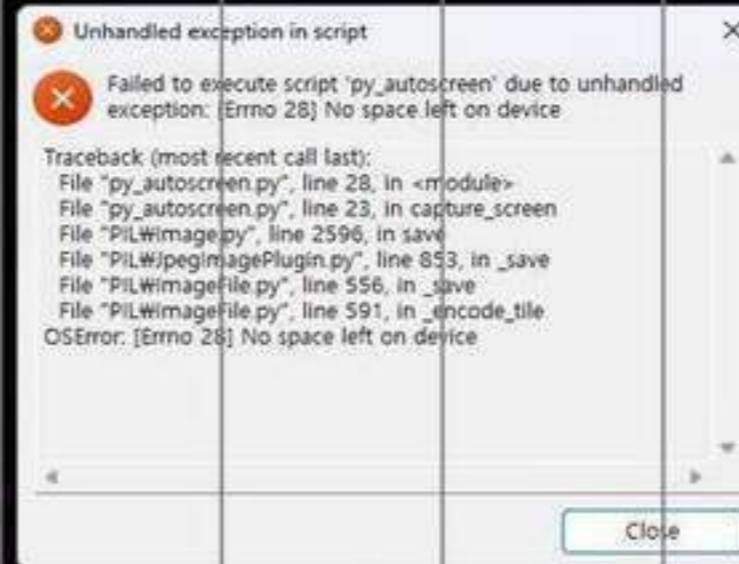 Unhandled exception in script
Failed to execute script 'py_autoscreen' due to unhandled
exception: [Errno 28] No space left on device
Traceback (most recent call last):
File "py_autoscreen.py", line 28, in <module>
File "py_autoscreen.py", line 23, in capture_screen
File "PIL₩Image.py", line 2596, in save
File "PIL₩JpegImagePlugin.py", line 853, in _save
File "PIL₩ImageFile.py", line 556, in _save
File "PIL₩ImageFile.py", line 591, in _encode_tile
OSError: [Errno 28] No space left on device
Close